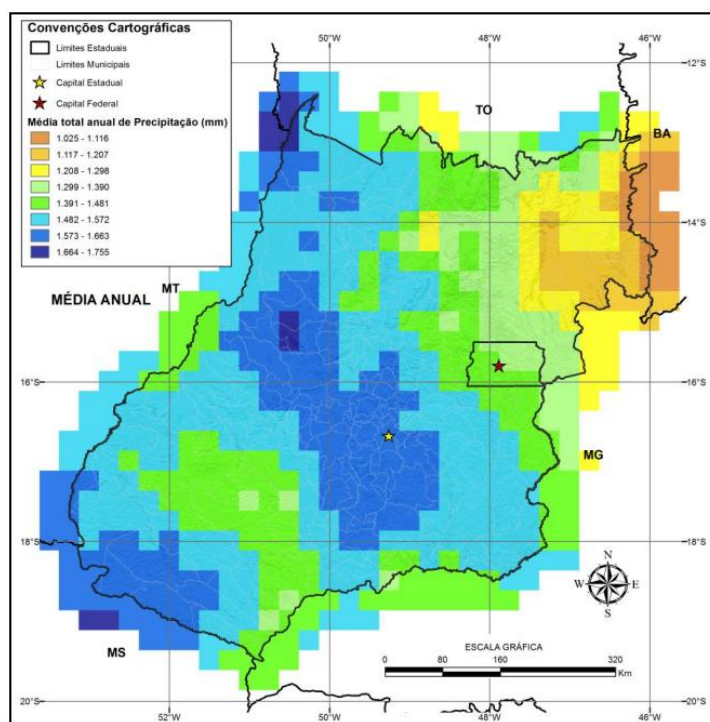 Convenções Cartográficas
Limites Estaduais
Limites Municipais
Capital Estadual
Capital Federal
Média total anual de Precipitação (mm)
1.025 - 1.116
1.117 - 1.207
1.208 - 1.298
1.299 - 1.390
1.391 - 1.481
1.482 - 1.572
1.573 - 1.663
1.664 - 1.755
50°W
48°W
46°W
12°S
TO
BA
14°S
MT
MÉDIA ANUAL
16°S
16°S
MG
18°S
18°S
N
W
E
S
ESCALA GRÁFICA
0
80
160
320
Km
MS
20°S
20°S
52°W
50°W
48°W
46°W